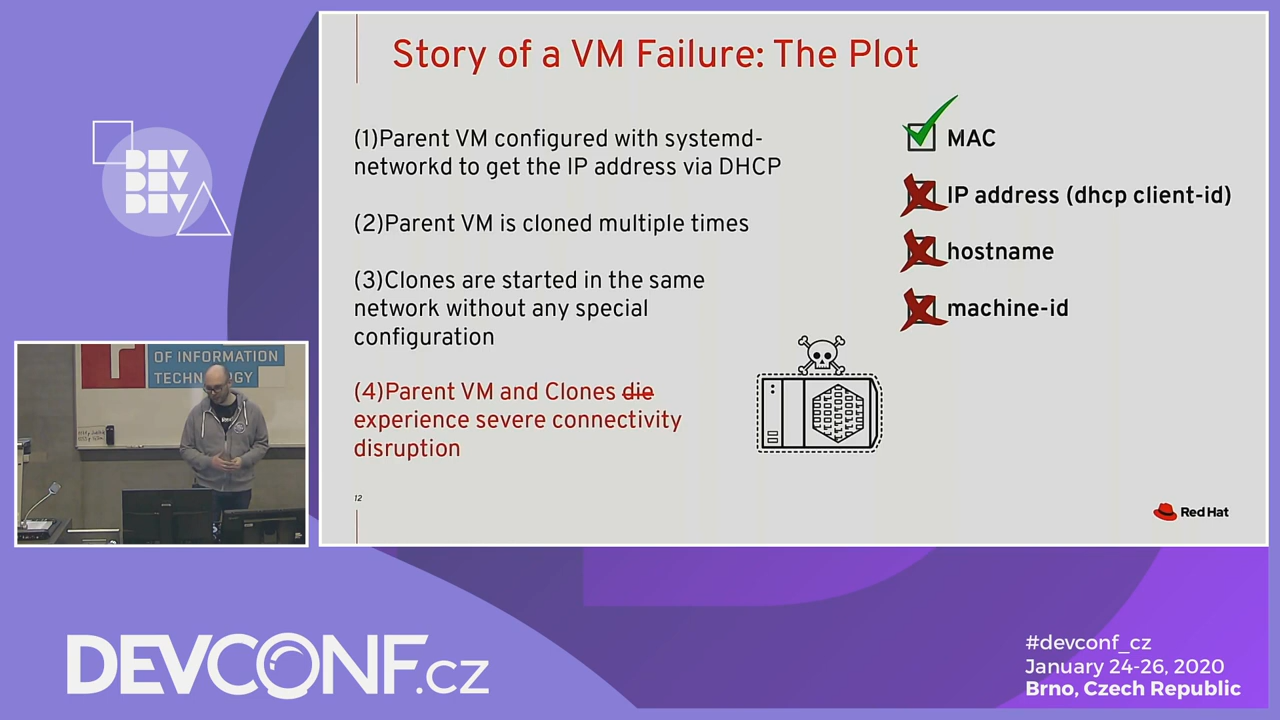 Story of a VM Failure: The Plot
(1)Parent VM configured with systemd-
networkd to get the IP address via DHCP
(2)Parent VM is cloned multiple times
(3)Clones are started in the same
network without any special
configuration
(4)Parent VM and Clones die
experience severe connectivity
disruption
MAC
IP address (dhcp client-id)
hostname
machine-id
12
Red Hat
DEV
DEV
DEV
OF INFORMATION
TECHNOLOGY
DEVCONF.cz
#devconf_cz
January 24-26, 2020
Brno, Czech Republic